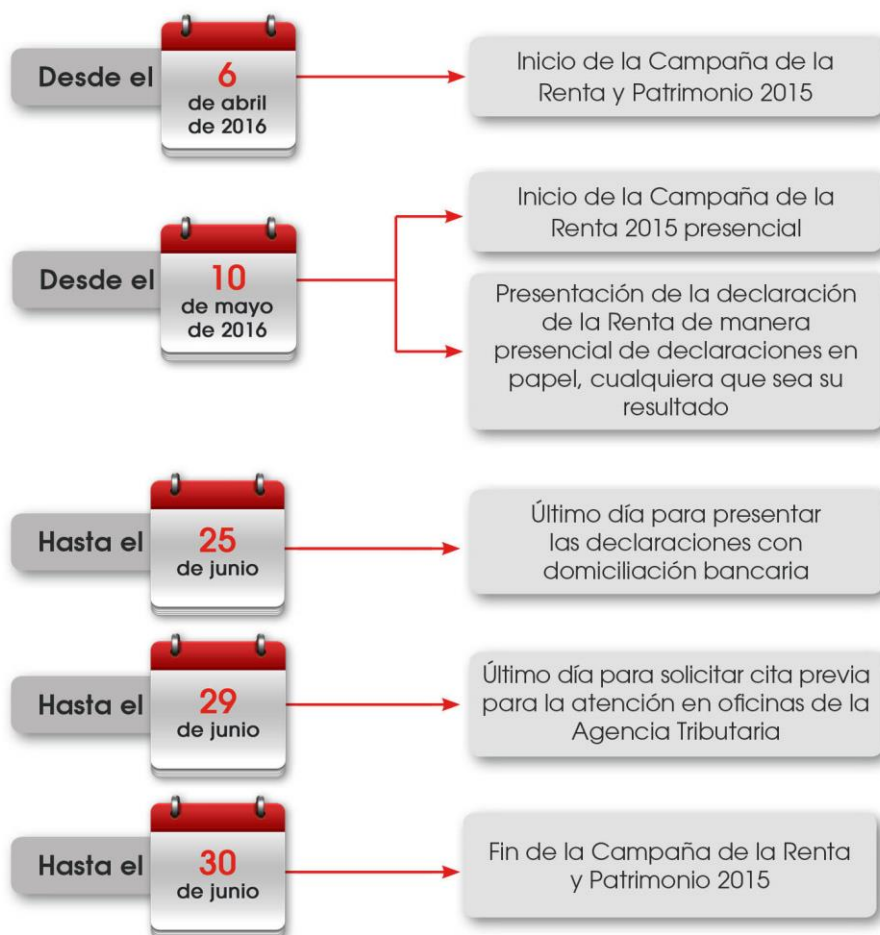 Desde el
6
de abril
de 2016
Inicio de la Campaña de la
Renta y Patrimonio 2015
Desde el
10
de mayo
de 2016
Inicio de la Campaña de la
Renta 2015 presencial
Presentación de la declaración
de la Renta de manera
presencial de declaraciones en
papel, cualquiera que sea su
resultado
Hasta el
25
de junio
Último día para presentar
las declaraciones con
domiciliación bancaria
Hasta el
29
de junio
Último día para solicitar cita previa
para la atención en oficinas de la
Agencia Tributaria
Hasta el
30
de junio
Fin de la Campaña de la Renta
y Patrimonio 2015